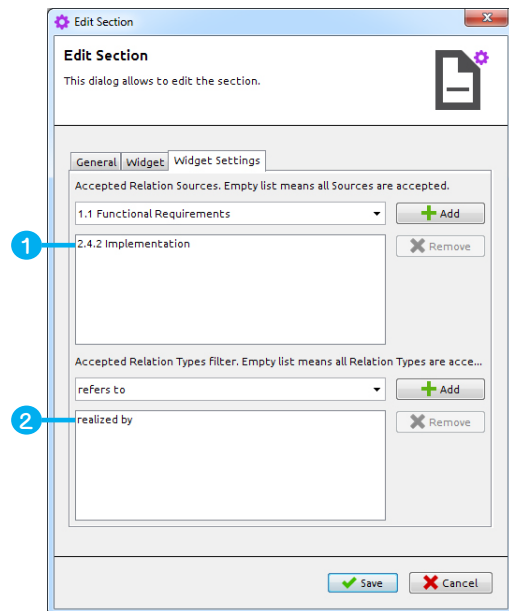 Edit Section
x
Edit Section
This dialog allows to edit the section.
General Widget Widget Settings
Accepted Relation Sources. Empty list means all Sources are accepted.
1.1 Functional Requirements Add
1 2.4.2 Implementation Remove
Accepted Relation Types filter. Empty list means all Relation Types are acce...
refers to Add
2 realized by Remove
Save Cancel